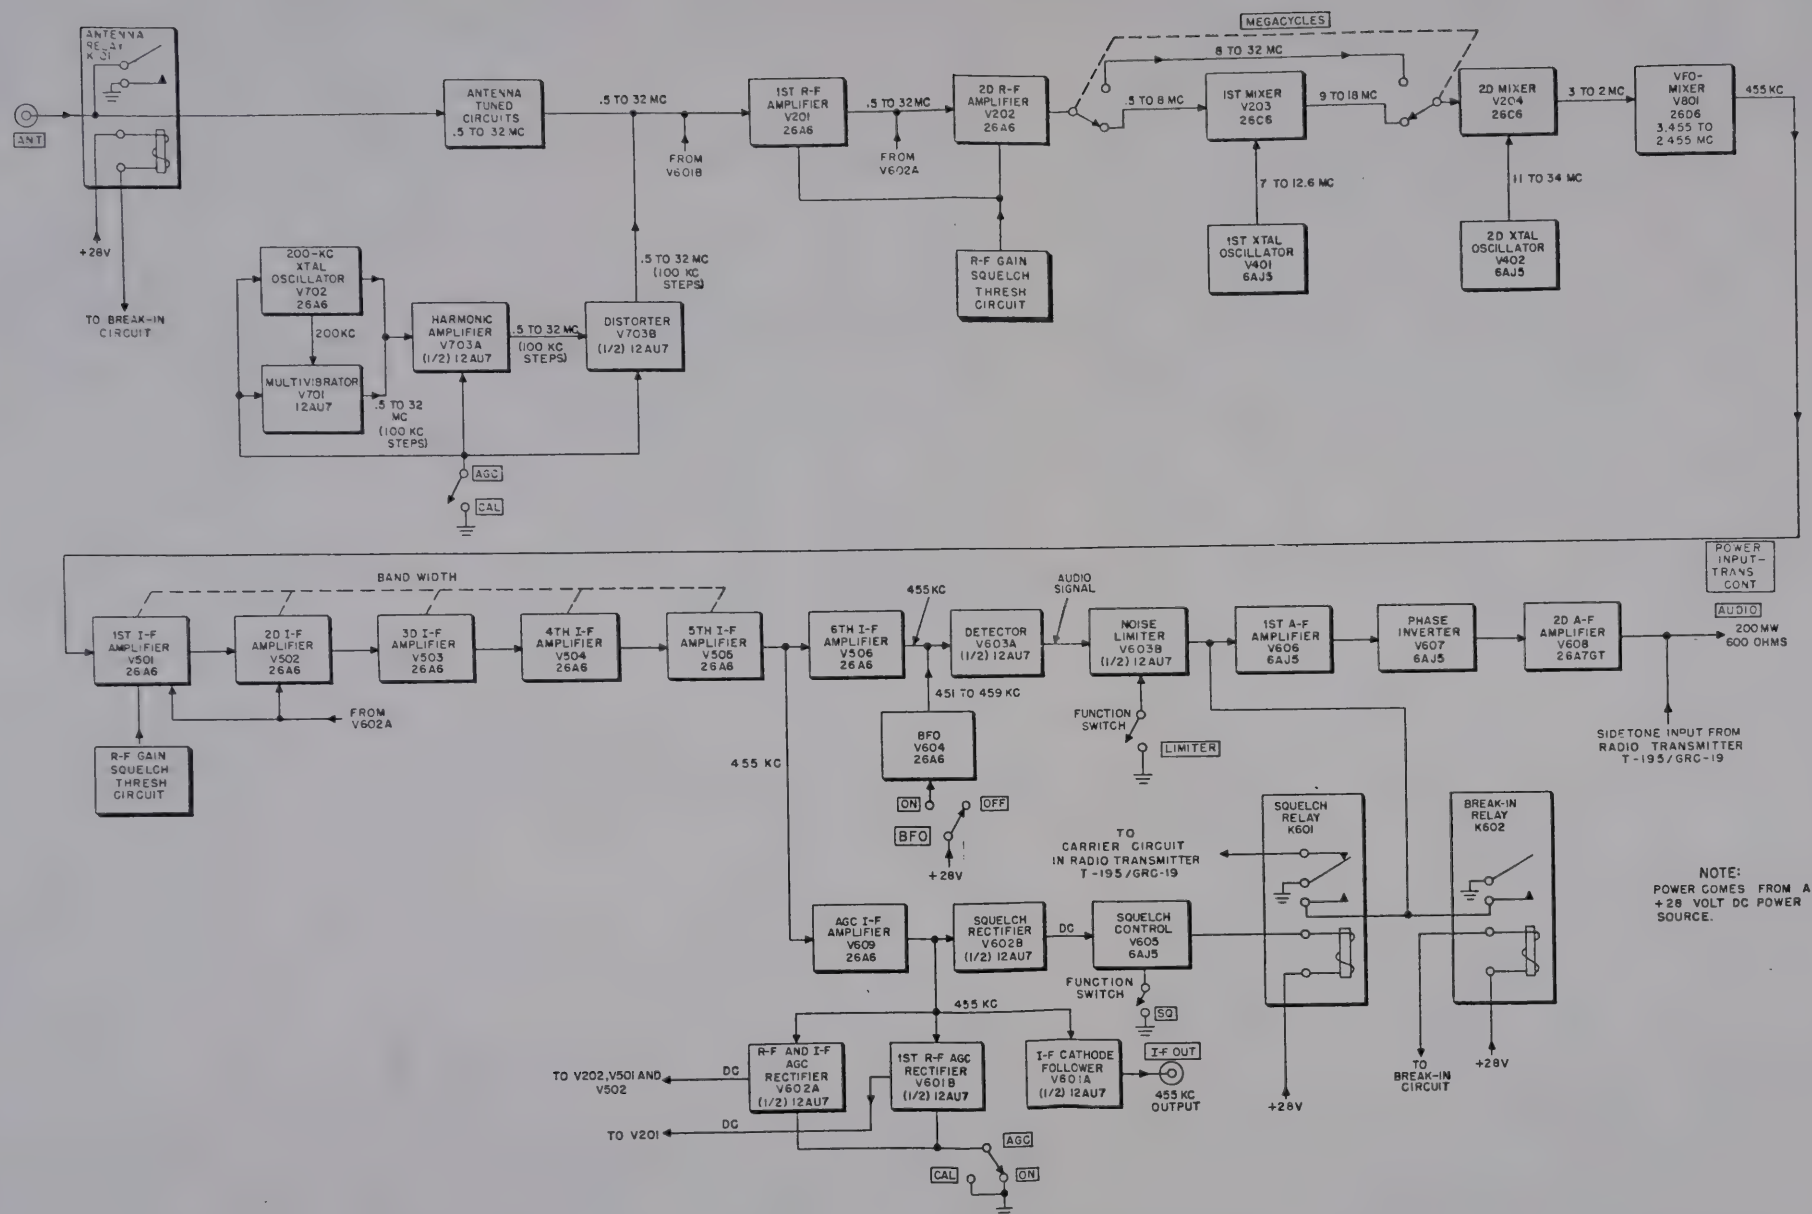 ANTENNA
RELAY
ANT
+28V
TO BREAK-IN
CIRCUIT
ANTENNA
TUNED
CIRCUITS
.5 TO 32 MC
.5 TO 32 MC
FROM
V601B
1ST R-F
AMPLIFIER
V201
26A6
.5 TO 32 MC
FROM
V602A
2D R-F
AMPLIFIER
V202
26A6
R-F GAIN
SQUELCH
THRESH
CIRCUIT
MEGACYCLES
8 TO 32 MC
.5 TO 8 MC
1ST MIXER
V203
26C6
9 TO 18 MC
7 TO 12.6 MC
1ST XTAL
OSCILLATOR
V401
6AJ5
2D MIXER
V204
26C6
3 TO 2 MC
11 TO 34 MC
2D XTAL
OSCILLATOR
V402
6AJ5
VFO-
MIXER
V801
26D6
3.455 TO
2.455 MC
455 KC
200-KC
XTAL
OSCILLATOR
V702
26A6
200KC
MULTIVIBRATOR
V701
12AU7
.5 TO 32
MC
(100 KC
STEPS)
HARMONIC
AMPLIFIER
V703A
(1/2) 12AU7
.5 TO 32 MC
(100 KC
STEPS)
DISTORTER
V703B
(1/2) 12AU7
.5 TO 32 MC
(100 KC
STEPS)
AGC
CAL
BAND WIDTH
1ST I-F
AMPLIFIER
V501
26A6
2D I-F
AMPLIFIER
V502
26A6
3D I-F
AMPLIFIER
V503
26A6
4TH I-F
AMPLIFIER
V504
26A6
5TH I-F
AMPLIFIER
V505
26A6
6TH I-F
AMPLIFIER
V506
26A6
455KC
DETECTOR
V603A
(1/2) 12AU7
AUDIO
SIGNAL
NOISE
LIMITER
V603B
(1/2) 12AU7
1ST A-F
AMPLIFIER
V606
6AJ5
PHASE
INVERTER
V607
6AJ5
2D A-F
AMPLIFIER
V608
26A7GT
POWER
INPUT-
TRANS
CONT
AUDIO
200 MW
600 OHMS
FROM
V602A
R-F GAIN
SQUELCH
THRESH
CIRCUIT
455 KC
451 TO 459 KC
BFO
V604
26A6
ON
OFF
BFO
+28V
FUNCTION
SWITCH
LIMITER
SIDETONE INPUT FROM
RADIO TRANSMITTER
T-195/GRC-19
TO
CARRIER CIRCUIT
IN RADIO TRANSMITTER
T-195/GRC-19
SQUELCH
RELAY
K601
BREAK-IN
RELAY
K602
NOTE:
POWER COMES FROM A
+28 VOLT DC POWER
SOURCE.
AGC I-F
AMPLIFIER
V609
26A6
SQUELCH
RECTIFIER
V602B
(1/2) 12AU7
DC
SQUELCH
CONTROL
V605
6AJ5
FUNCTION
SWITCH
SQ
455 KC
TO V202, V501 AND
V502
DC
R-F AND I-F
AGC
RECTIFIER
V602A
(1/2) 12AU7
1ST R-F AGC
RECTIFIER
V601B
(1/2) 12AU7
I-F CATHODE
FOLLOWER
V601A
(1/2) 12AU7
I-F OUT
455 KC
OUTPUT
+28V
TO
BREAK-IN
CIRCUIT
+28V
TO V201
DC
AGC
CAL
ON